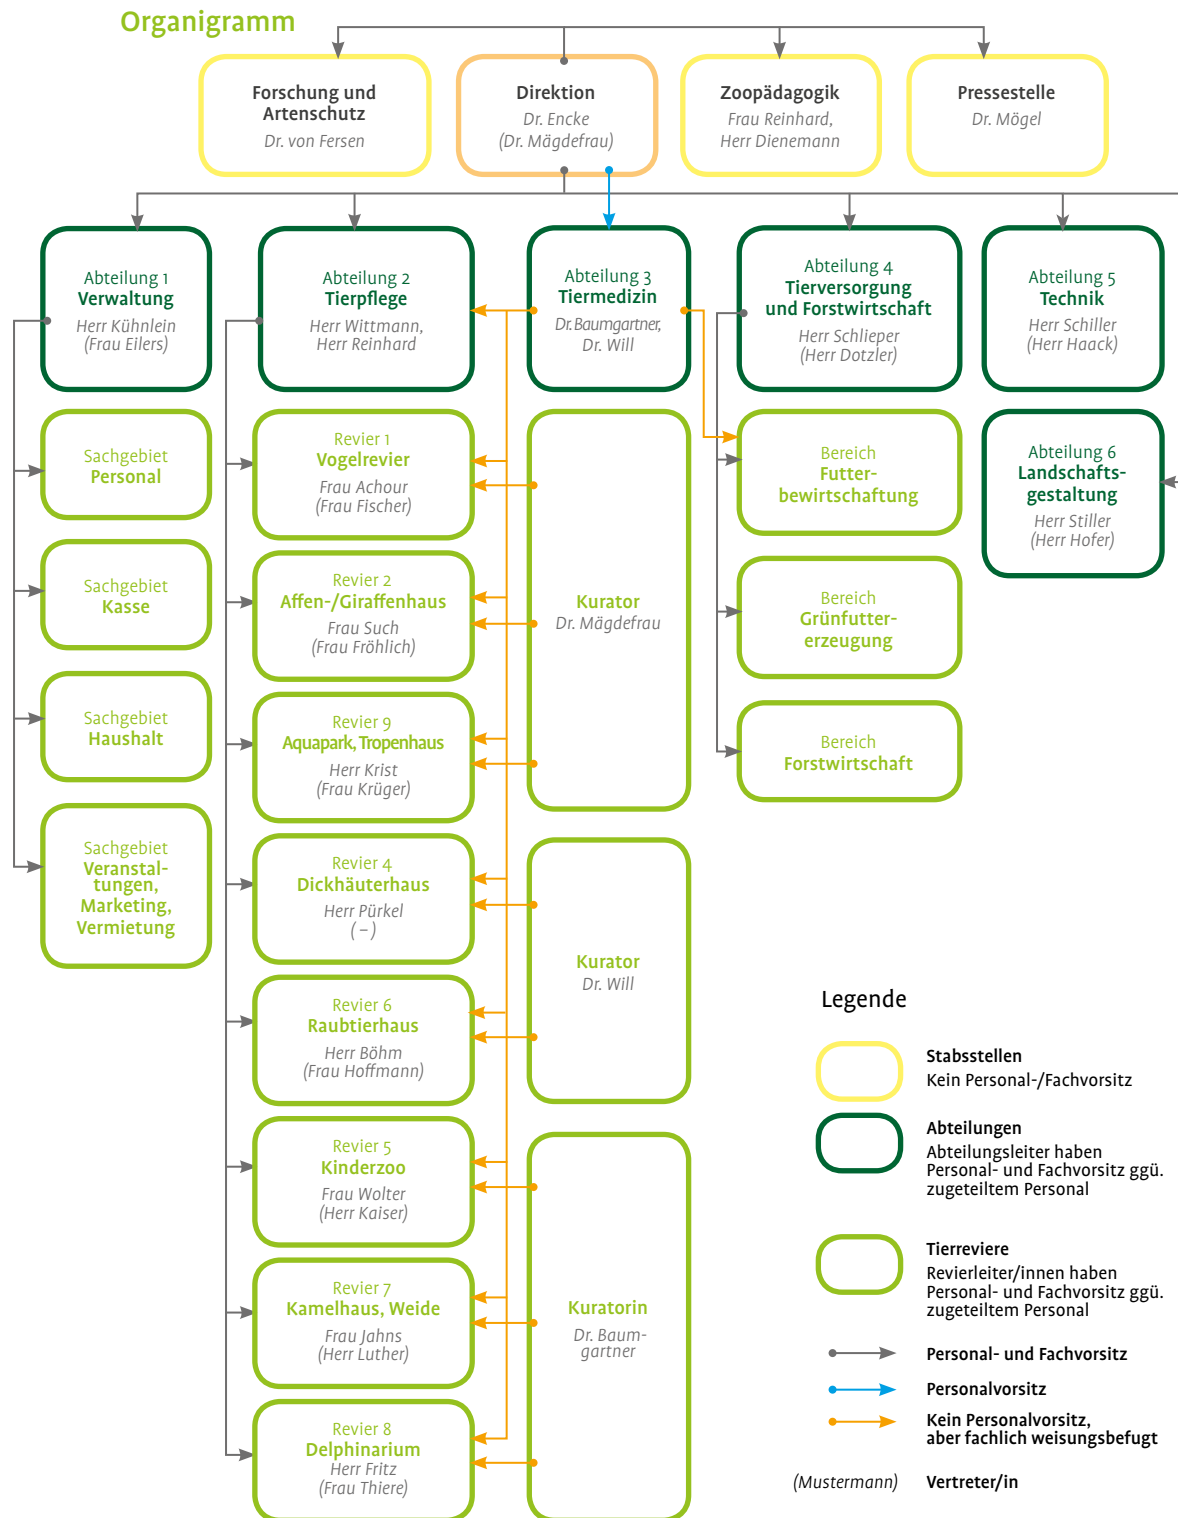 Organigramm
Forschung und
Artenschutz
Dr. von Fersen
Direktion
Dr. Encke
(Dr. Mägdefrau)
Zoopädagogik
Frau Reinhard,
Herr Dienemann
Pressestelle
Dr. Mögel
Abteilung 1
Verwaltung
Herr Kühnlein
(Frau Eilers)
Abteilung 2
Tierpflege
Herr Wittmann,
Herr Reinhard
Abteilung 3
Tiermedizin
Dr. Baumgartner,
Dr. Will
Abteilung 4
Tierversorgung
und Forstwirtschaft
Herr Schlieper
(Herr Dotzler)
Abteilung 5
Technik
Herr Schiller
(Herr Haack)
Sachgebiet
Personal
Sachgebiet
Kasse
Sachgebiet
Haushalt
Sachgebiet
Veranstal-
tungen,
Marketing,
Vermietung
Revier 1
Vogelrevier
Frau Achour
(Frau Fischer)
Revier 2
Affen-/Giraffenhaus
Frau Such
(Frau Fröhlich)
Revier 9
Aquapark, Tropenhaus
Herr Krist
(Frau Krüger)
Revier 4
Dickhäuterhaus
Herr Pürkel
( – )
Revier 6
Raubtierhaus
Herr Böhm
(Frau Hoffmann)
Revier 5
Kinderzoo
Frau Wolter
(Herr Kaiser)
Revier 7
Kamelhaus, Weide
Frau Jahns
(Herr Luther)
Revier 8
Delphinarium
Herr Fritz
(Frau Thiere)
Kurator
Dr. Mägdefrau
Kurator
Dr. Will
Kuratorin
Dr. Baum-
gartner
Bereich
Futter-
bewirtschaftung
Bereich
Grünfutter-
erzeugung
Bereich
Forstwirtschaft
Abteilung 6
Landschafts-
gestaltung
Herr Stiller
(Herr Hofer)
Legende
Stabsstellen
Kein Personal-/Fachvorsitz
Abteilungen
Abteilungsleiter haben
Personal- und Fachvorsitz ggü.
zugeteiltem Personal
Tierreviere
Revierleiter/innen haben
Personal- und Fachvorsitz ggü.
zugeteiltem Personal
Personal- und Fachvorsitz
Personalvorsitz
Kein Personalvorsitz,
aber fachlich weisungsbefugt
(Mustermann) Vertreter/in